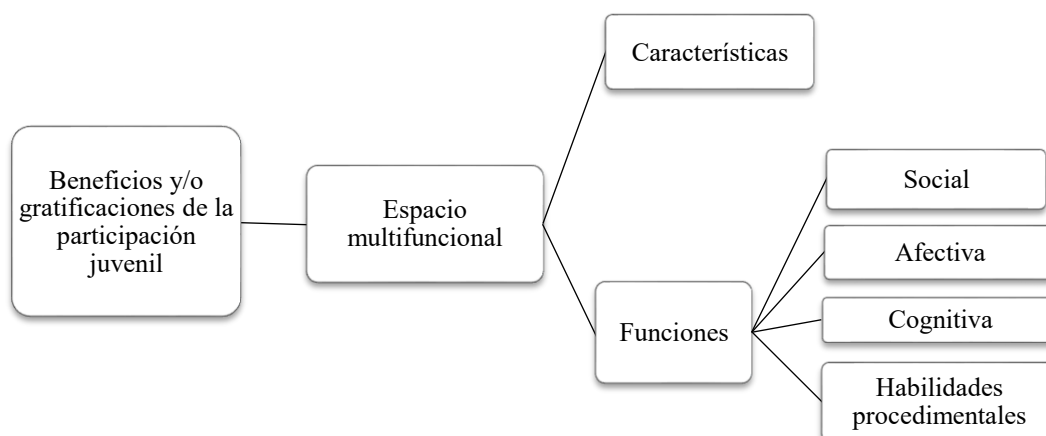 Beneficios y/o
gratificaciones de la
participación
juvenil
Espacio
multifuncional
Características
Funciones
Social
Afectiva
Cognitiva
Habilidades
procedimentales